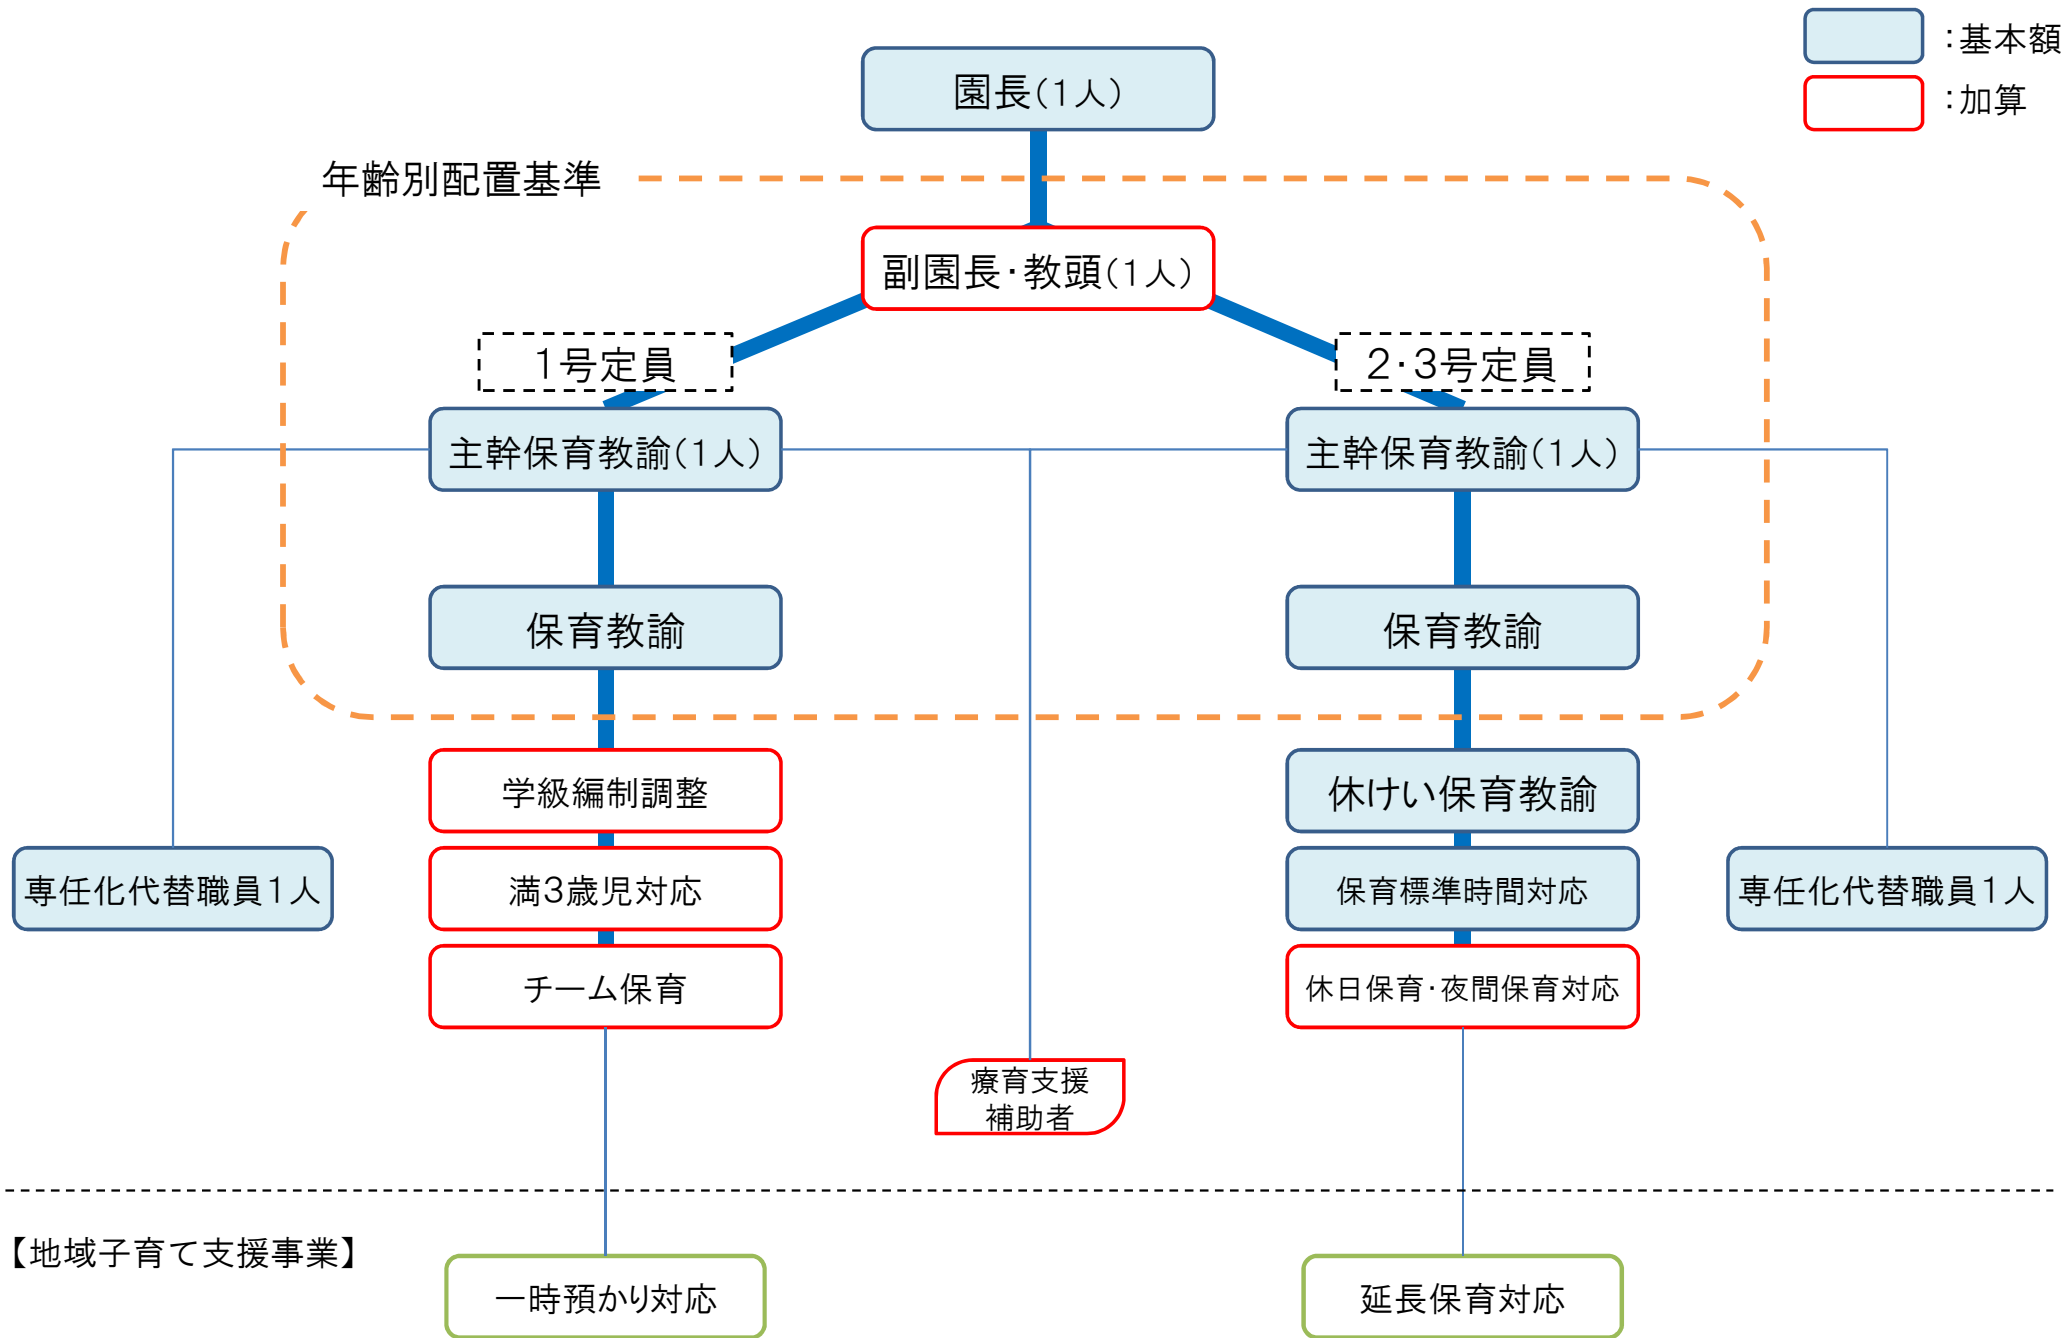 :基本額
:加算
園長(1人)
年齢別配置基準
副園長・教頭(1人)
1号定員
2・3号定員
主幹保育教諭(1人)
主幹保育教諭(1人)
保育教諭
保育教諭
学級編制調整
休けい保育教諭
専任化代替職員1人
満3歳児対応
保育標準時間対応
専任化代替職員1人
チーム保育
休日保育・夜間保育対応
療育支援
補助者
【地域子育て支援事業】
一時預かり対応
延長保育対応